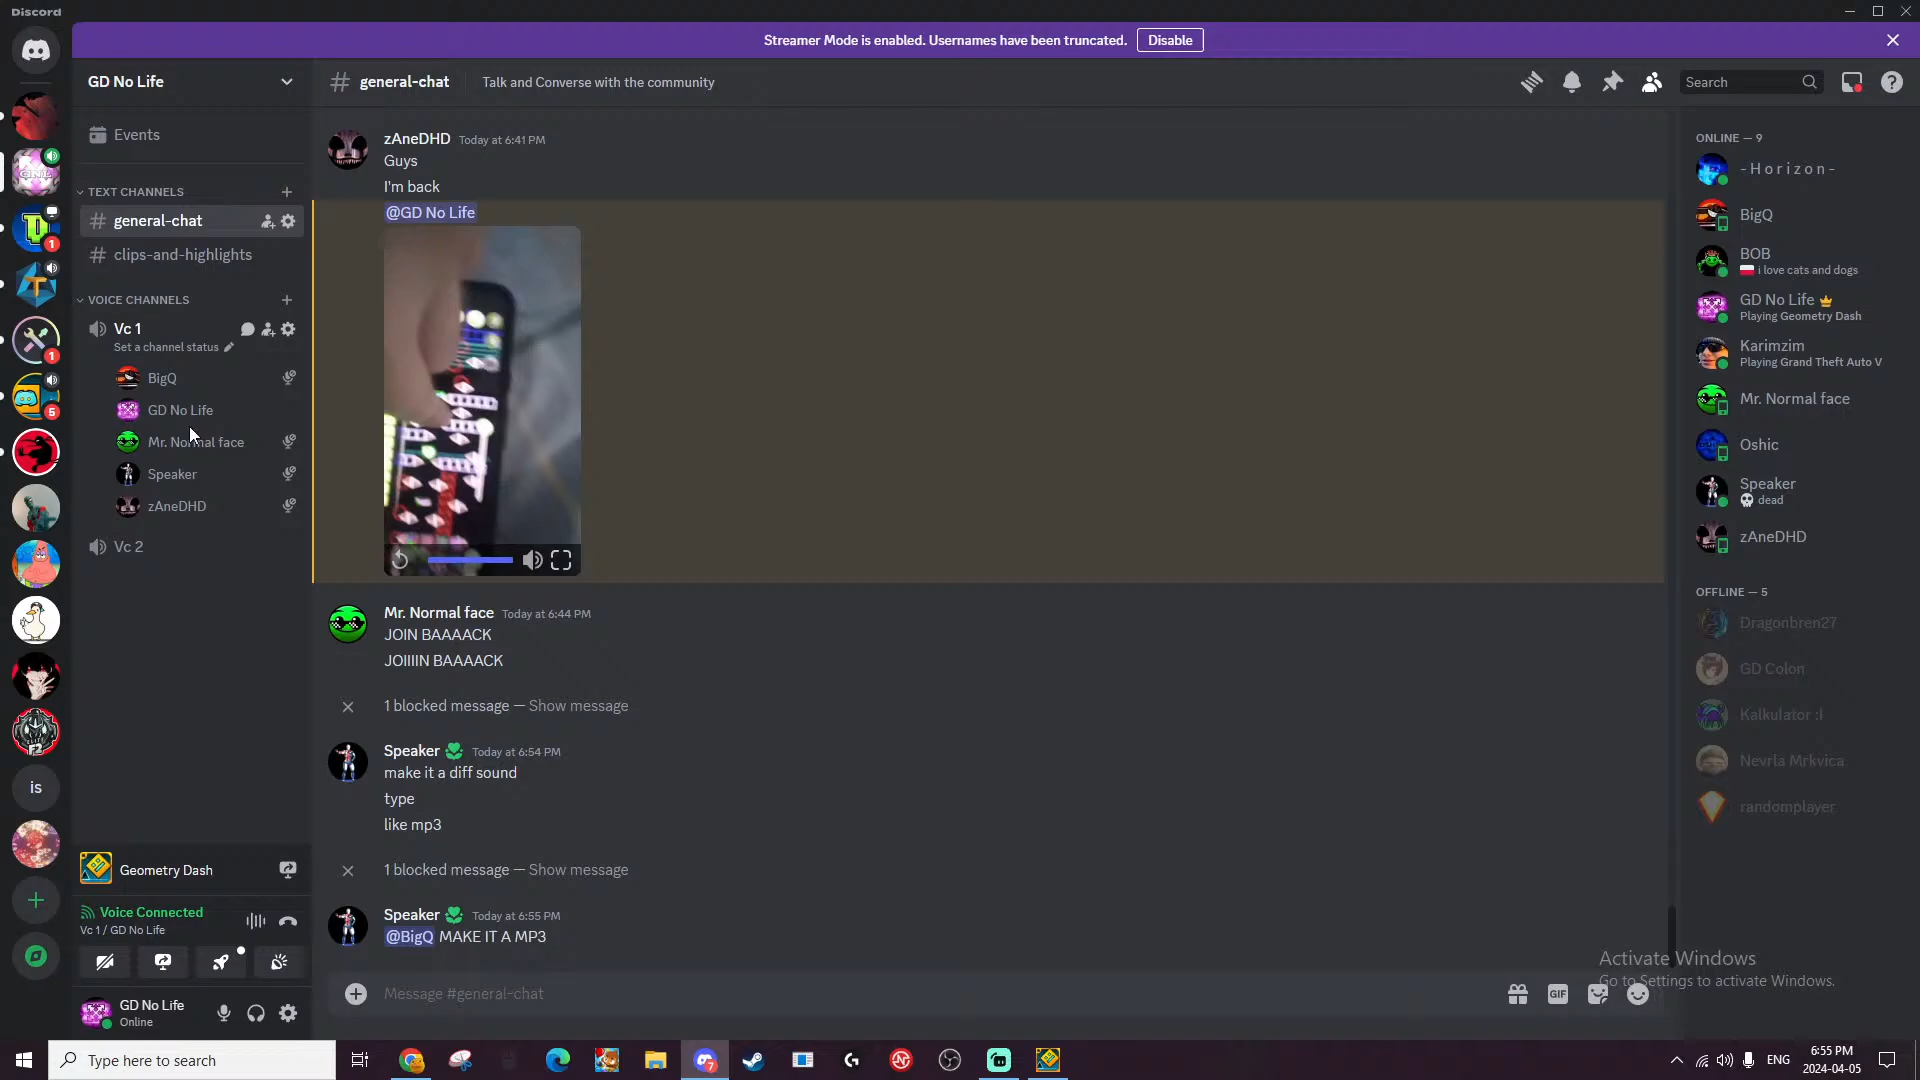 Discord
Streamer Mode is enabled. Usernames have been truncated.
Disable
GD No Life
general-chat
Talk and Converse with the community
Search
Events
TEXT CHANNELS
general-chat
clips-and-highlights
VOICE CHANNELS
Vc 1
Set a channel status
BigQ
GD No Life
Mr. Normal face
Speaker
zAneDHD
Vc 2
Geometry Dash
Voice Connected
Vc 1 / GD No Life
GD No Life
Online
zAneDHD Today at 6:41 PM
Guys
I'm back
@GD No Life
Mr. Normal face Today at 6:44 PM
JOIN BAAAACK
JOIIIIN BAAAACK
1 blocked message — Show message
Speaker Today at 6:54 PM
make it a diff sound
type
like mp3
1 blocked message — Show message
Speaker Today at 6:55 PM
@BigQ MAKE IT A MP3
Message #general-chat
GIF
ONLINE — 9
- H o r i z o n -
BigQ
BOB
i love cats and dogs
GD No Life
Playing Geometry Dash
Karimzim
Playing Grand Theft Auto V
Mr. Normal face
Oshic
Speaker
dead
zAneDHD
OFFLINE — 5
Dragonbren27
GD Colon
Kalkulator :I
Nevrla Mrkvica
randomplayer
Activate Windows
Go to Settings to activate Windows.
1
1
5
is
Type here to search
7
ENG
6:55 PM
2024-04-05